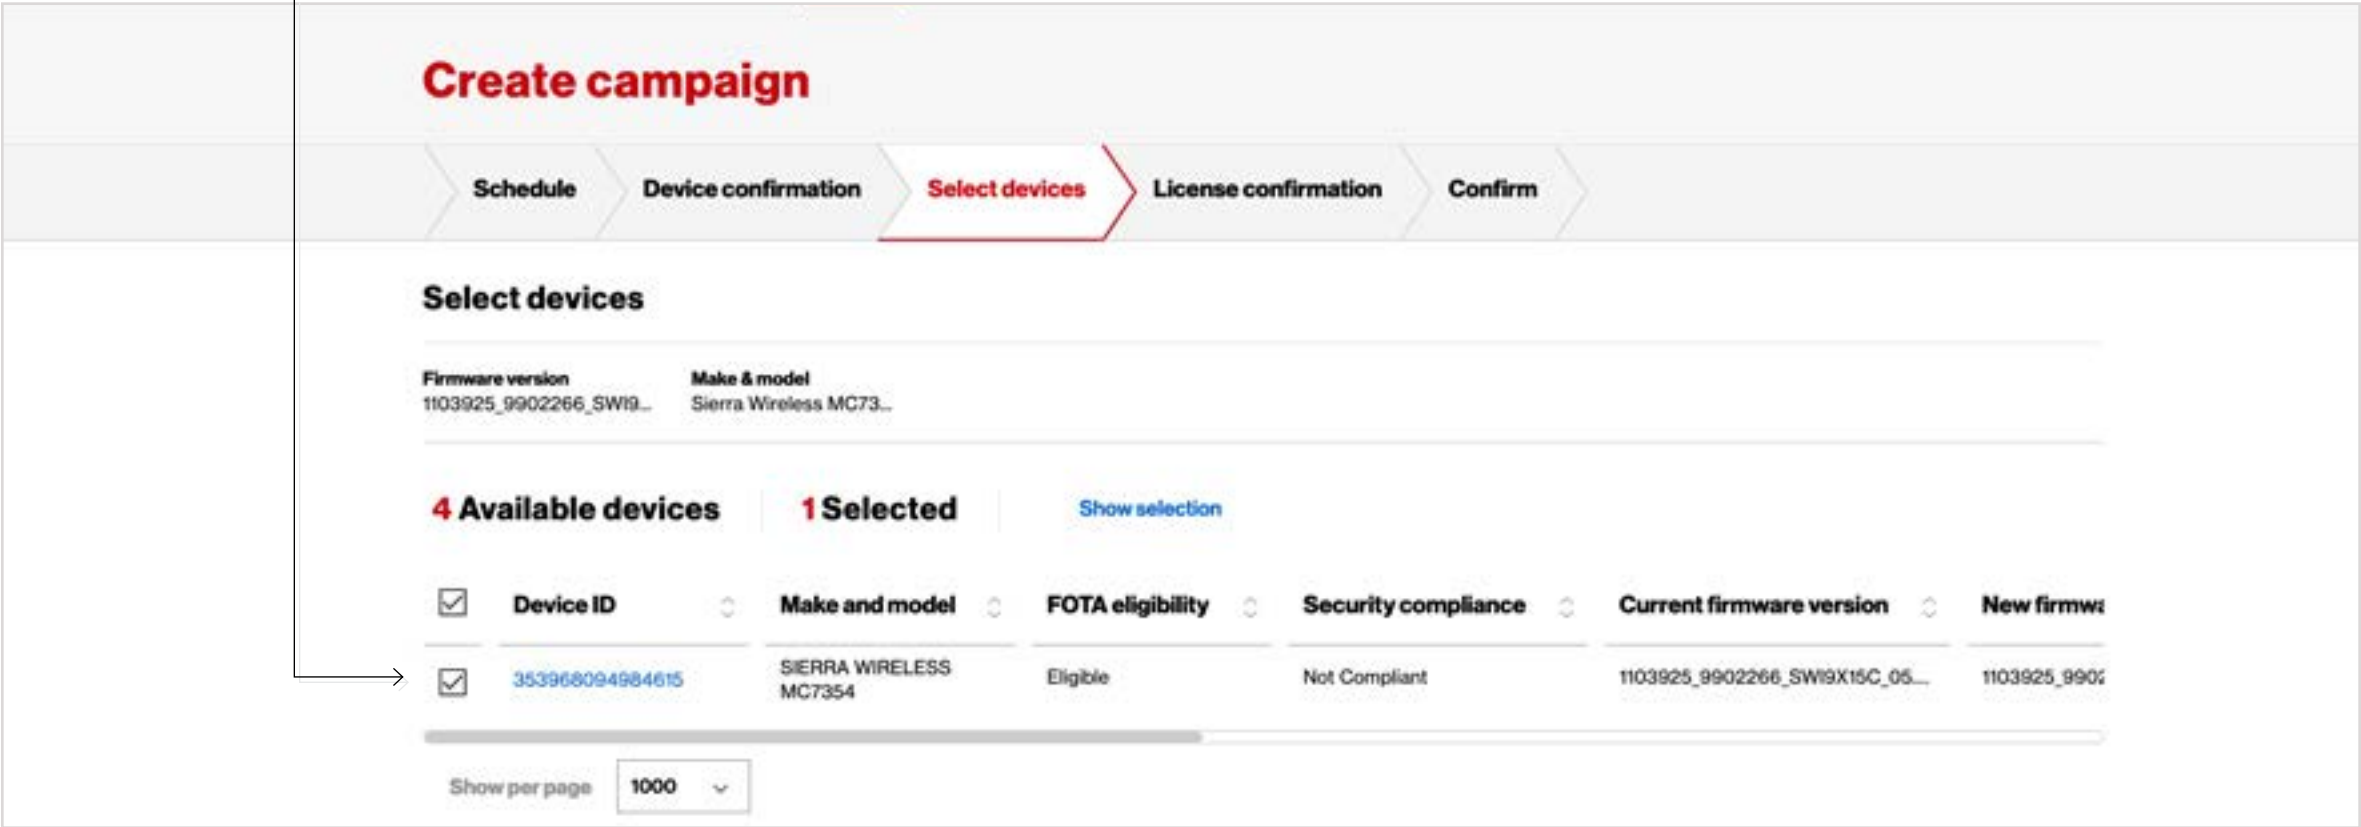 Create campaign
Schedule Device confirmation Select devices License confirmation Confirm
Select devices
Firmware version Make & model
1103925_9902266_SWI9... Sierra Wireless MC73...
4 Available devices 1 Selected Show selection
Device ID Make and model FOTA eligibility Security compliance Current firmware version New firmwa
353968094984615 SIERRA WIRELESS MC7354 Eligible Not Compliant 1103925_9902266_SWI9X15C_05... 1103925_9902
Show per page 1000